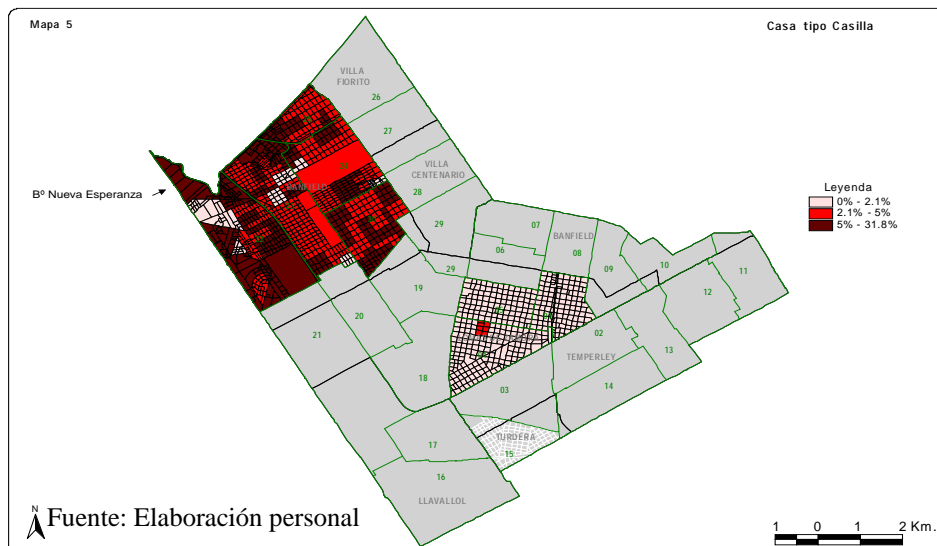 Mapa 5
Casa tipo Casilla
VILLA
FIORITO
26
27
VILLA
CENTENARIO
28
29
Bº Nueva Esperanza
BANFIELD
Leyenda
0% - 2.1%
2.1% - 5%
5% - 31.8%
07
BANFIELD
06
08
09
10
11
12
29
19
20
21
18
02
TEMPERLEY
13
14
03
TURDERA
15
17
16
LLAVALLOL
N
Fuente: Elaboración personal
1 0 1 2 Km.